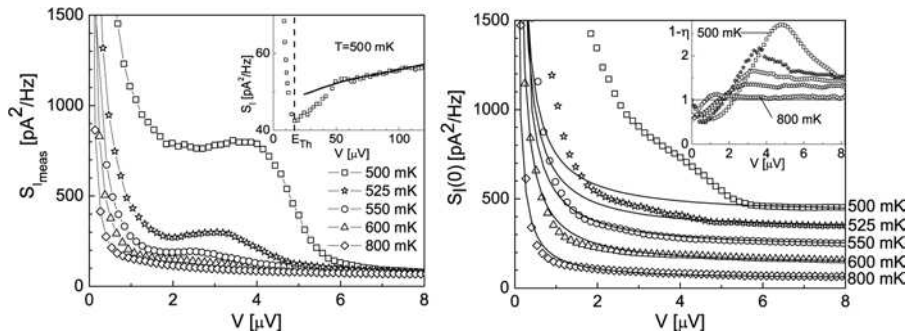 1500
1000
500
0
S_Imeas [pA²/Hz]
0 2 4 6 8
V [μV]
60
40
S_I [pA²/Hz]
T=500 mK
0 E_Th 50 100
V [μV]
500 mK
525 mK
550 mK
600 mK
800 mK
1500
1000
500
0
S_I(0) [pA²/Hz]
0 2 4 6 8
V [μV]
1-η
500 mK
2
1
0
800 mK
0 2 4 6 8
V [μV]
500 mK
525 mK
550 mK
600 mK
800 mK